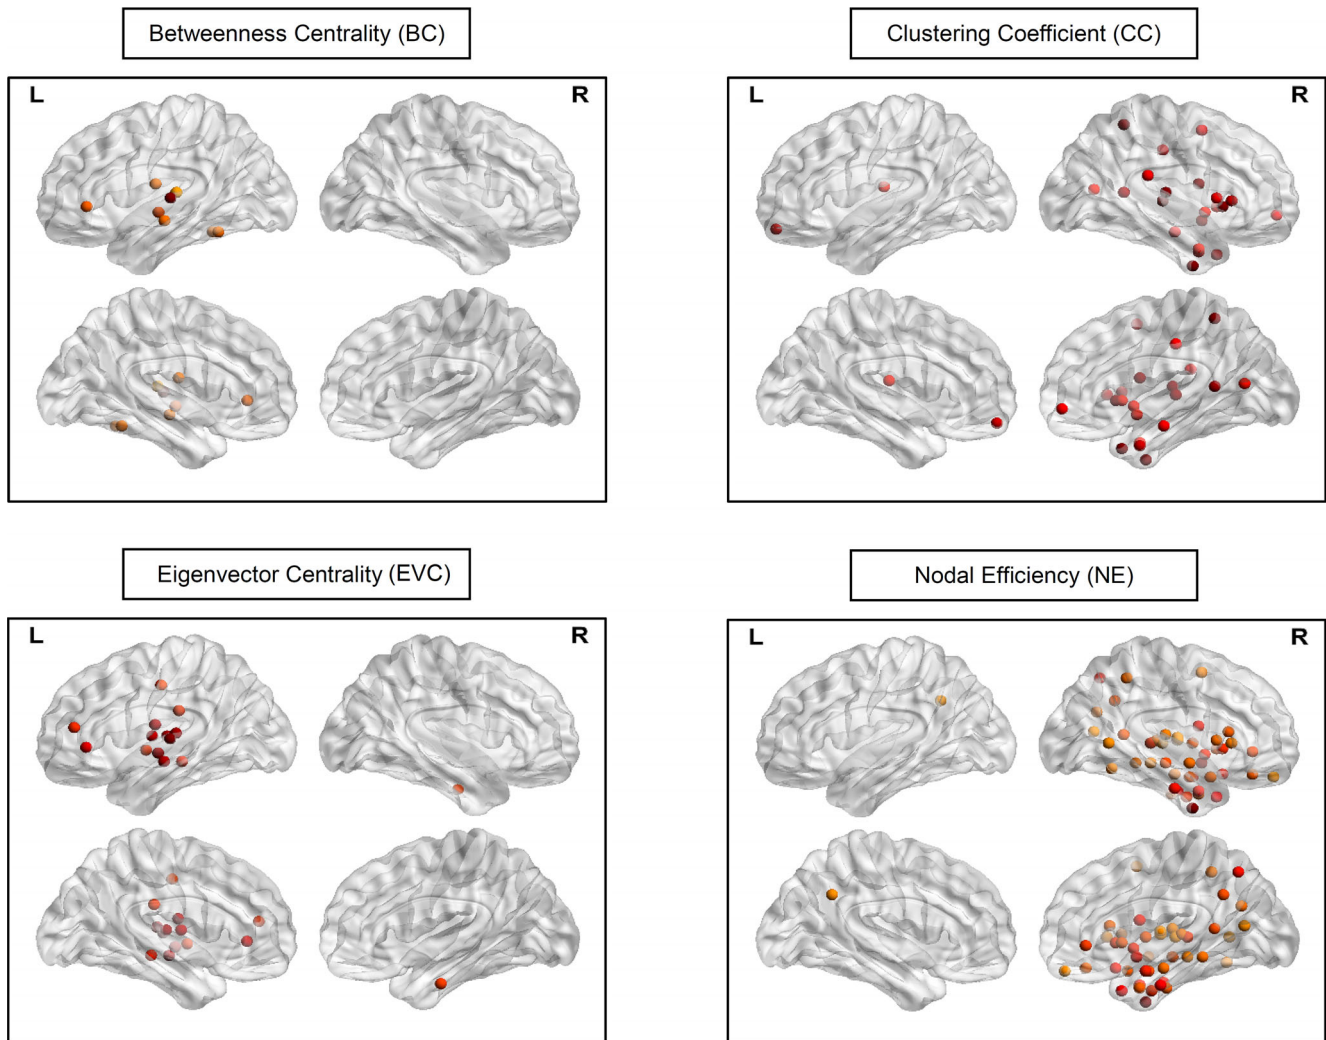 Betweenness Centrality (BC)
Clustering Coefficient (CC)
L R
L R
Eigenvector Centrality (EVC)
Nodal Efficiency (NE)
L R
L R